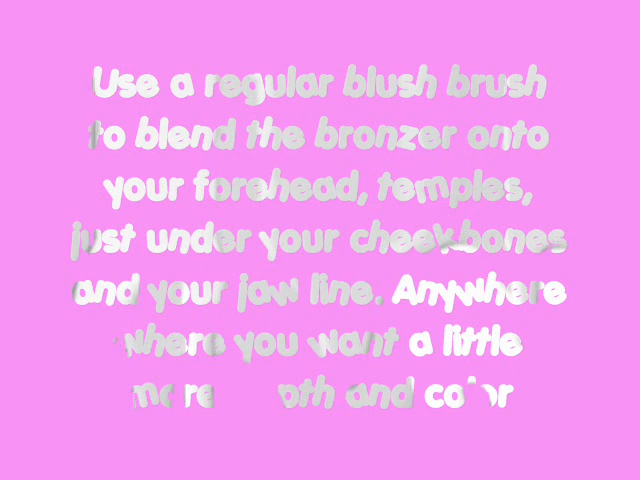 Use a regular blush brush
to blend the bronzer onto
your forehead, temples,
just under your cheekbones
and your jaw line. Anywhere
where you want a little
more and color